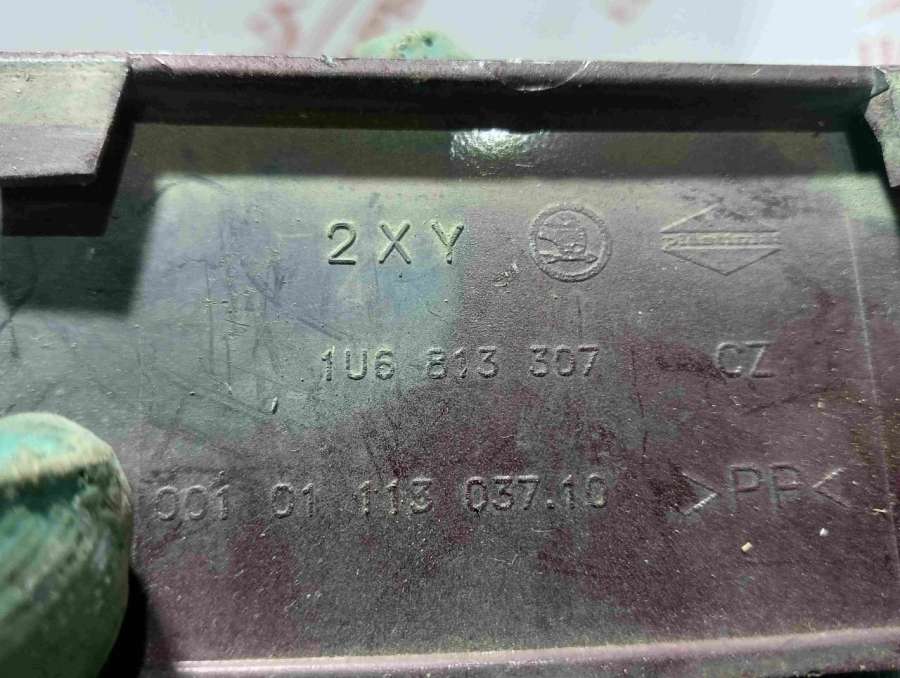 2XY
1U6 813 307 CZ
001 01 113 037.10 >PP<